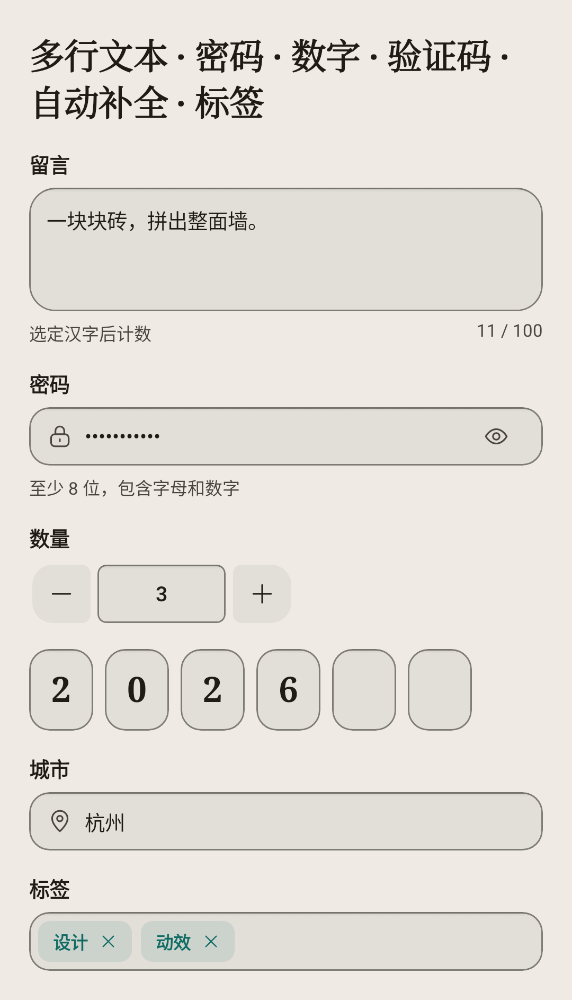 多行文本 · 密码 · 数字 · 验证码 ·
自动补全 · 标签
留言
一块块砖，拼出整面墙。
选定汉字后计数 11 / 100
密码
•••••••••••
至少 8 位，包含字母和数字
数量
3
2 0 2 6
城市
杭州
标签
设计 动效